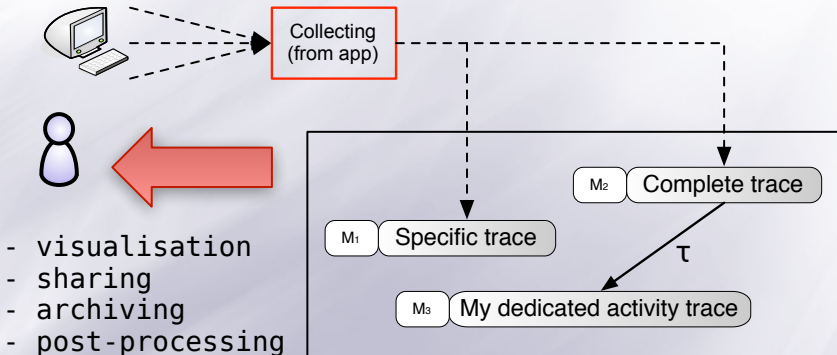 Collecting
(from app)
M₂ Complete trace
M₁ Specific trace
τ
M₃ My dedicated activity trace
- visualisation
- sharing
- archiving
- post-processing